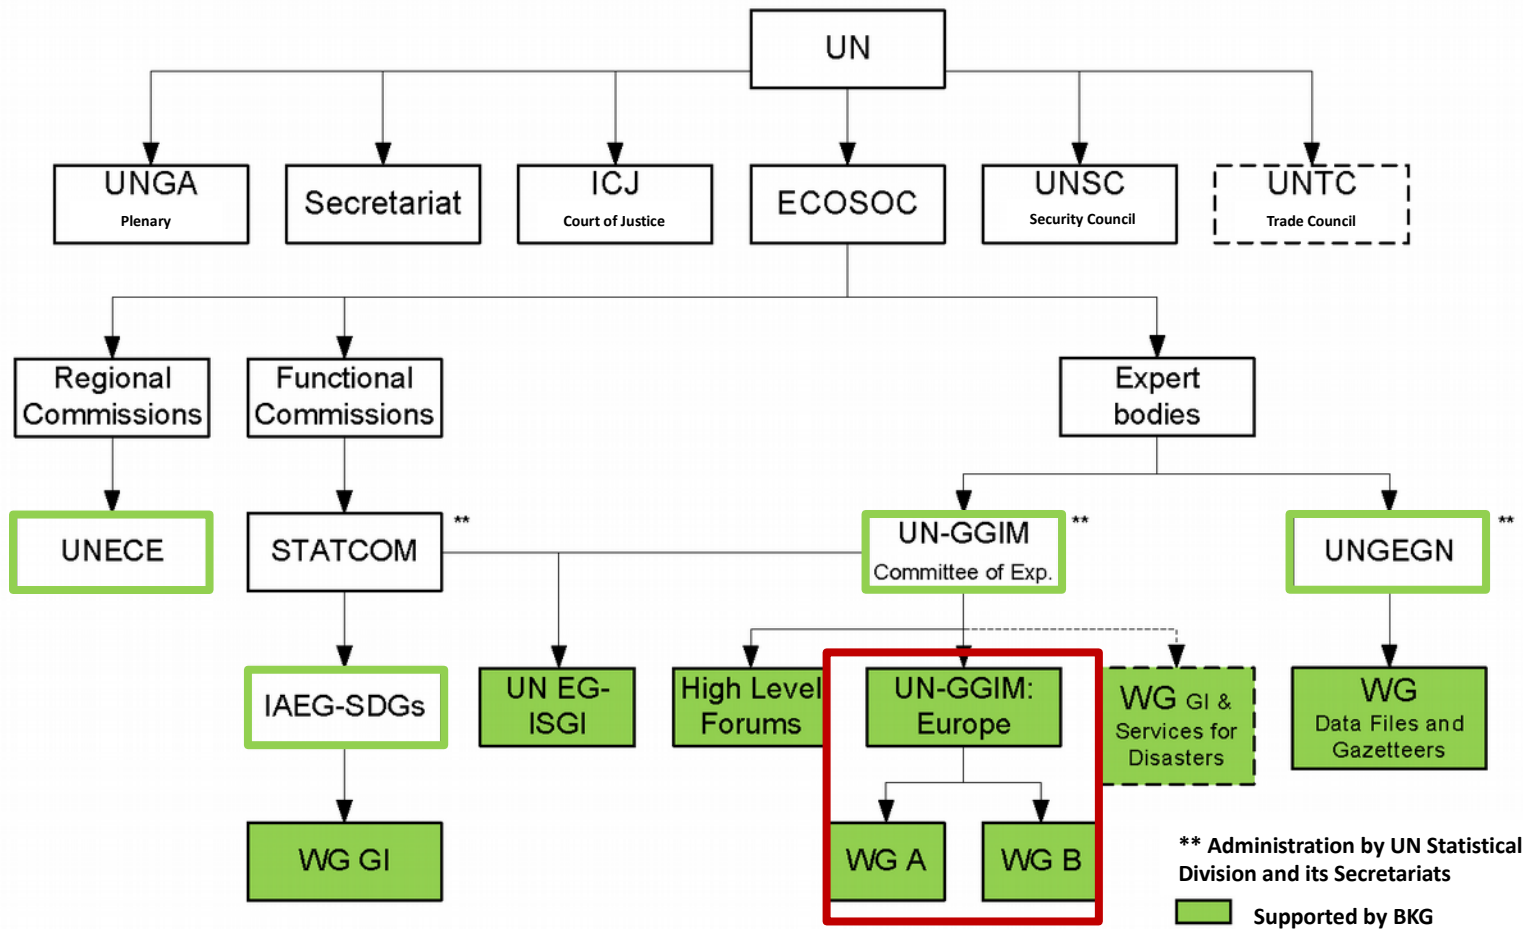 UN
UNGA
Plenary
Secretariat
ICJ
Court of Justice
ECOSOC
UNSC
Security Council
UNTC
Trade Council
Regional
Commissions
Functional
Commissions
Expert
bodies
UNECE
STATCOM
**
UN-GGIM
Committee of Exp.
**
UNGEGN
**
IAEG-SDGs
UN EG-
ISGI
High Level
Forums
UN-GGIM:
Europe
WG GI &
Services for
Disasters
WG
Data Files and
Gazetteers
WG GI
WG A
WG B
** Administration by UN Statistical
Division and its Secretariats
Supported by BKG